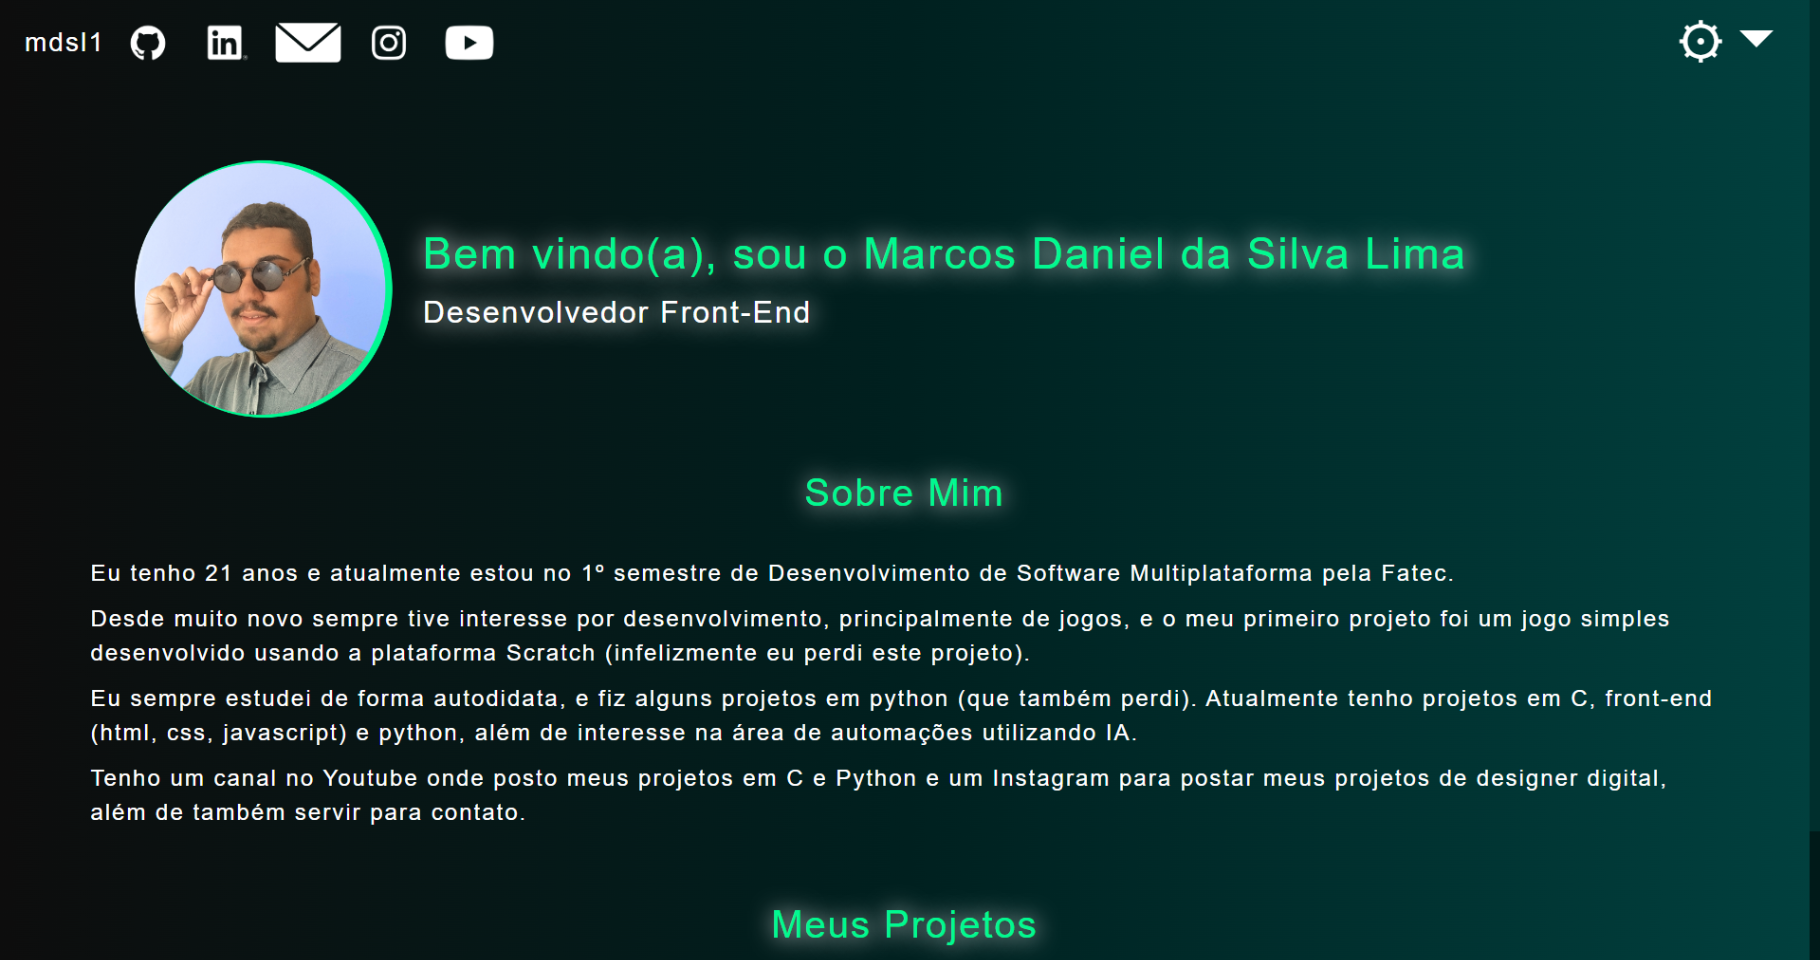 mdsl1
in
Bem vindo(a), sou o Marcos Daniel da Silva Lima
Desenvolvedor Front-End
Sobre Mim
Eu tenho 21 anos e atualmente estou no 1º semestre de Desenvolvimento de Software Multiplataforma pela Fatec.
Desde muito novo sempre tive interesse por desenvolvimento, principalmente de jogos, e o meu primeiro projeto foi um jogo simples
desenvolvido usando a plataforma Scratch (infelizmente eu perdi este projeto).
Eu sempre estudei de forma autodidata, e fiz alguns projetos em python (que também perdi). Atualmente tenho projetos em C, front-end
(html, css, javascript) e python, além de interesse na área de automações utilizando IA.
Tenho um canal no Youtube onde posto meus projetos em C e Python e um Instagram para postar meus projetos de designer digital,
além de também servir para contato.
Meus Projetos